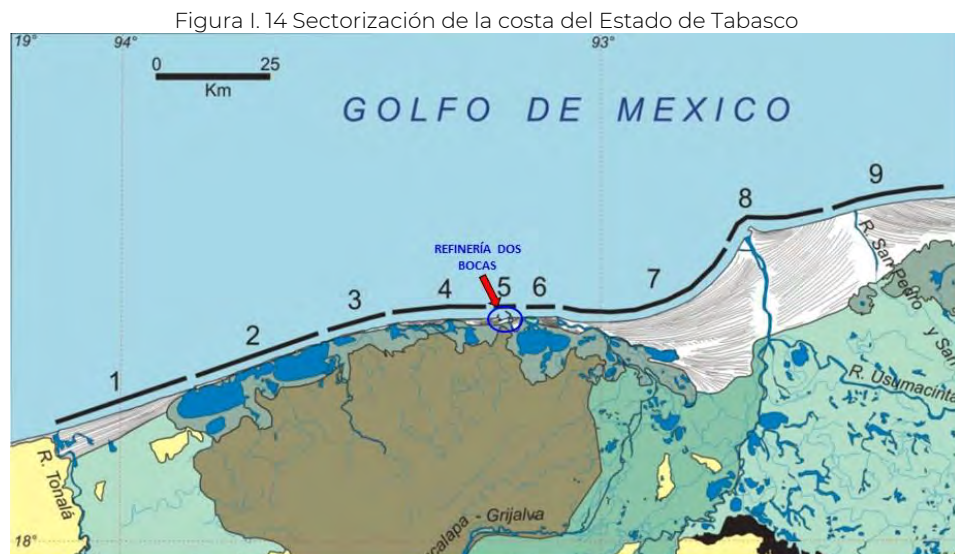 Figura I. 14 Sectorización de la costa del Estado de Tabasco
19°
94°
93°
0 25
Km
GOLFO DE MEXICO
1
2
3
4
5
6
7
8
9
REFINERÍA DOS
BOCAS
R. San Pedro y San
R. Usumacinta
R. Tonalá
calapa - Grijalva
18°